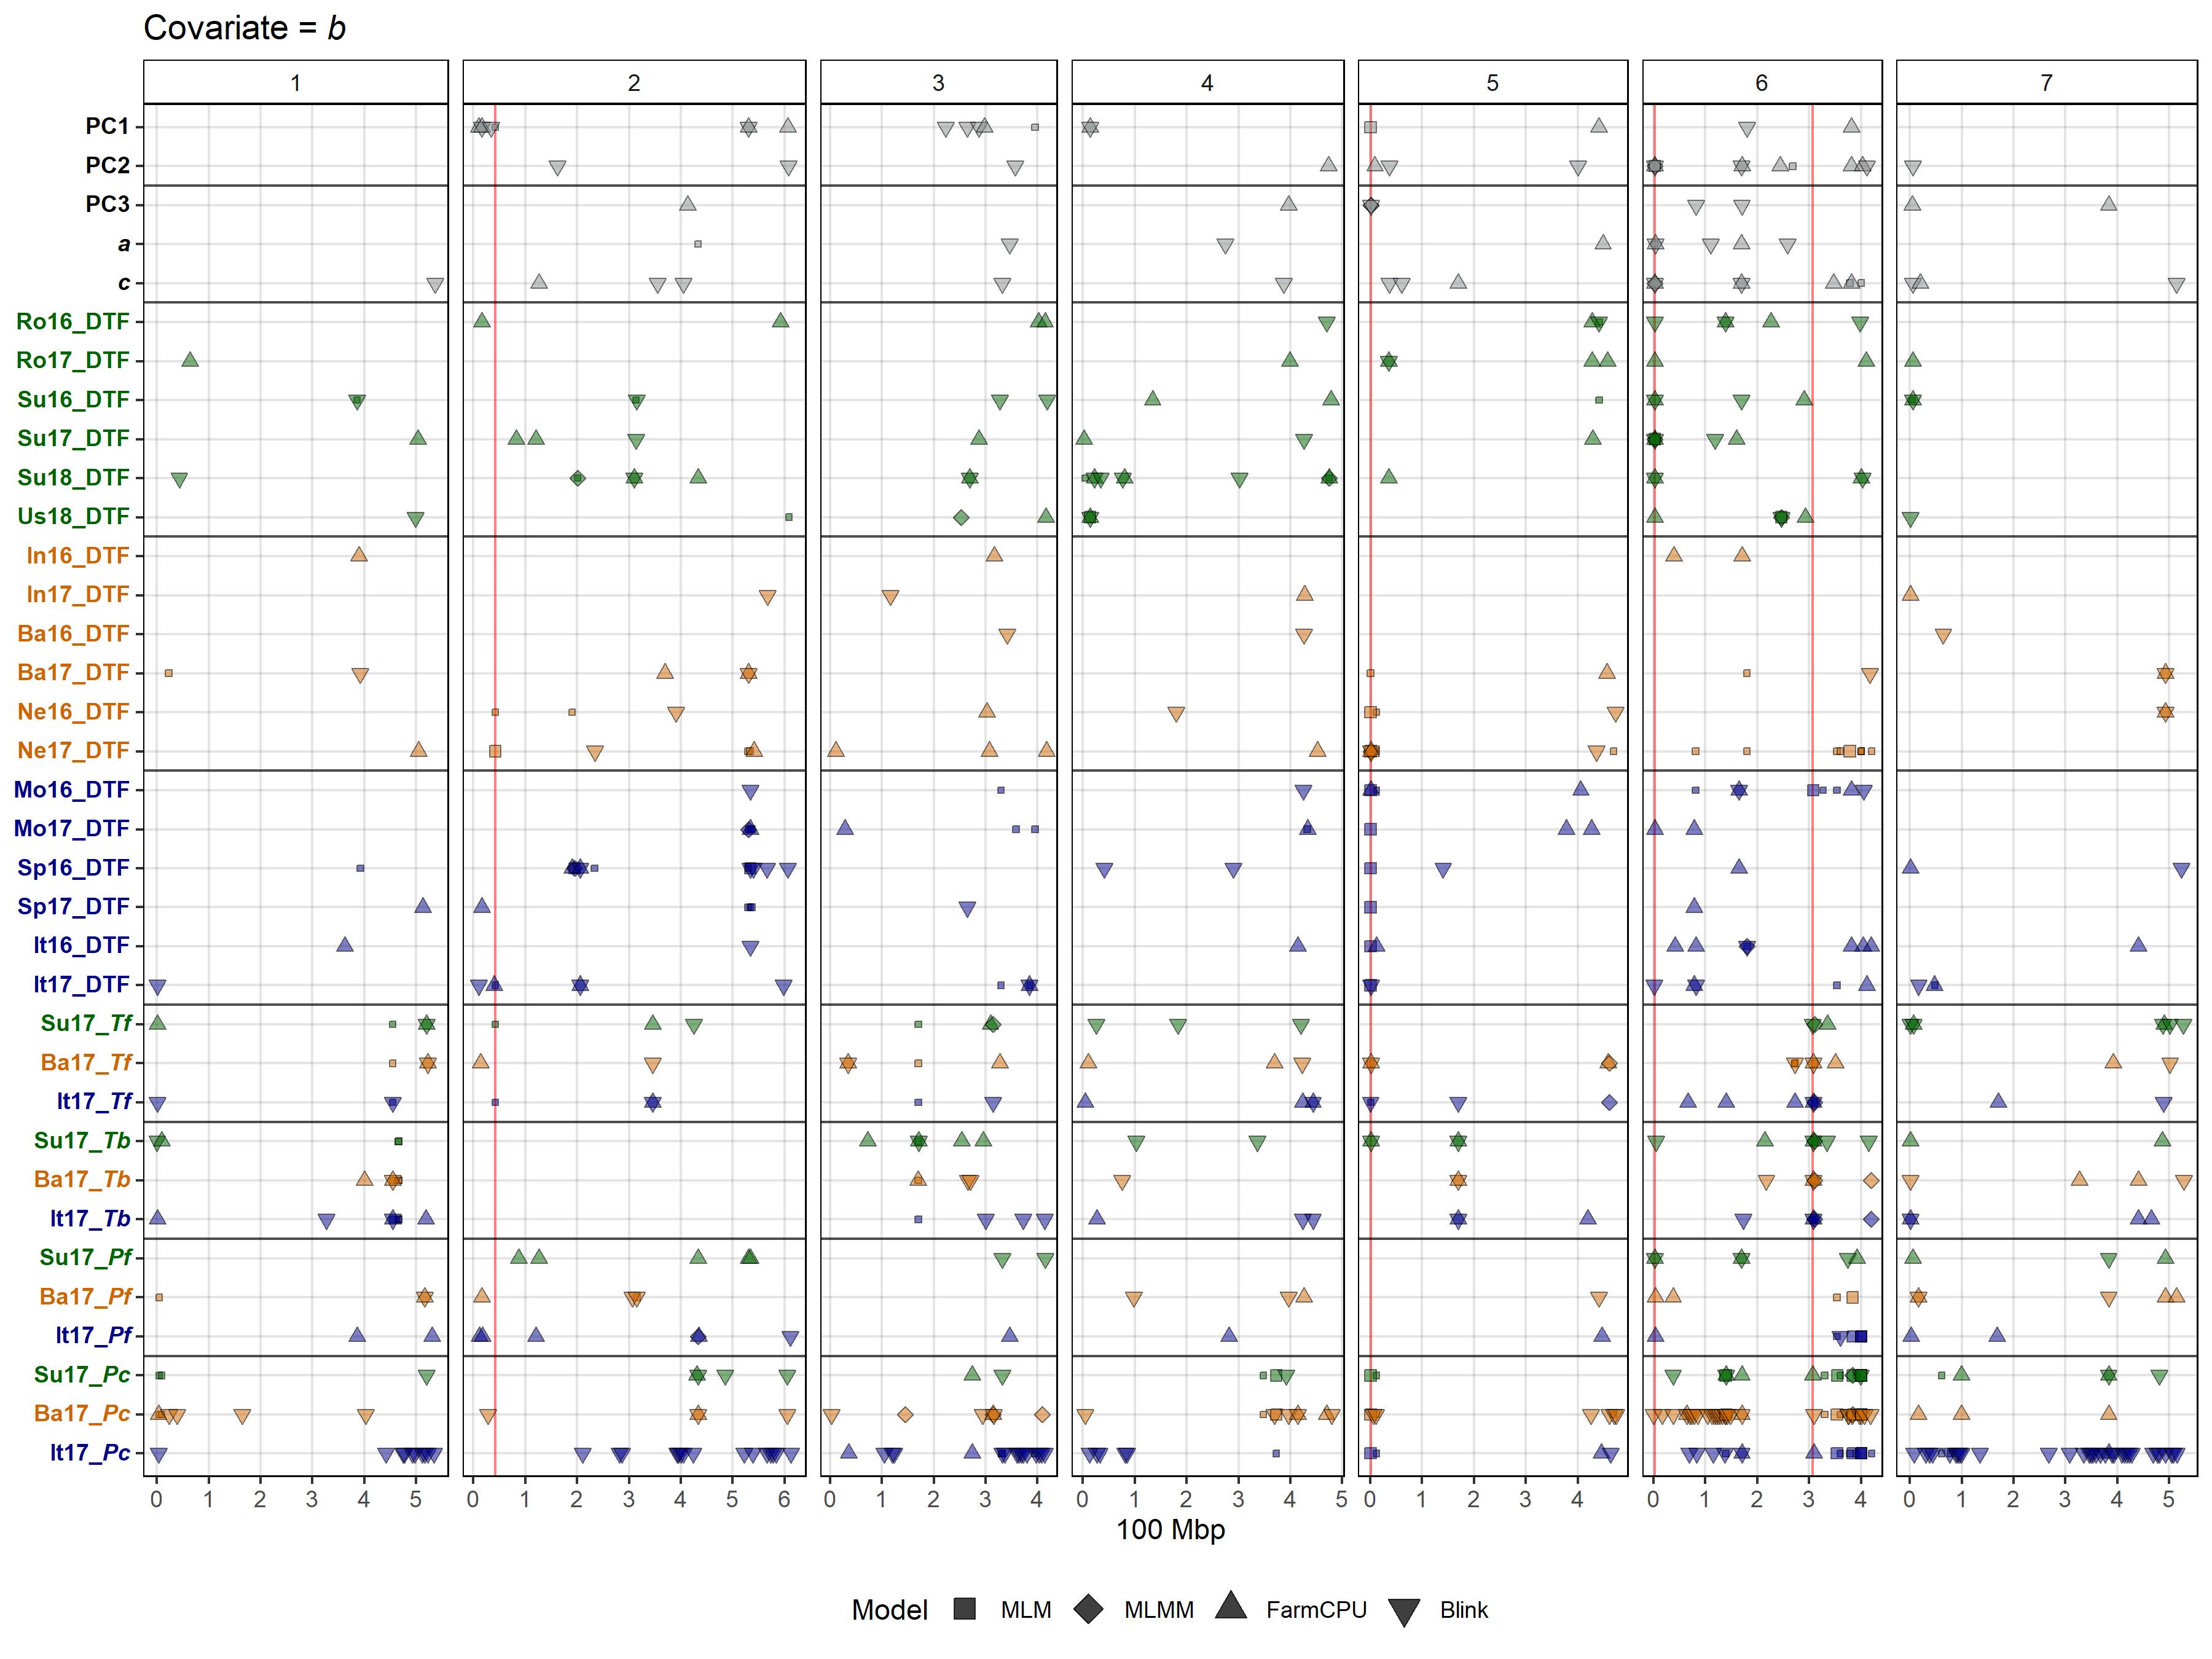 Covariate = b
1 2 3 4 5 6 7
PC1
PC2
PC3
a
c
Ro16_DTF
Ro17_DTF
Su16_DTF
Su17_DTF
Su18_DTF
Us18_DTF
In16_DTF
In17_DTF
Ba16_DTF
Ba17_DTF
Ne16_DTF
Ne17_DTF
Mo16_DTF
Mo17_DTF
Sp16_DTF
Sp17_DTF
It16_DTF
It17_DTF
Su17_Tf
Ba17_Tf
It17_Tf
Su17_Tb
Ba17_Tb
It17_Tb
Su17_Pf
Ba17_Pf
It17_Pf
Su17_Pc
Ba17_Pc
It17_Pc
0 1 2 3 4 5 0 1 2 3 4 5 6 0 1 2 3 4 0 1 2 3 4 5 0 1 2 3 4 0 1 2 3 4 0 1 2 3 4 5
100 Mbp
Model MLM MLMM FarmCPU Blink